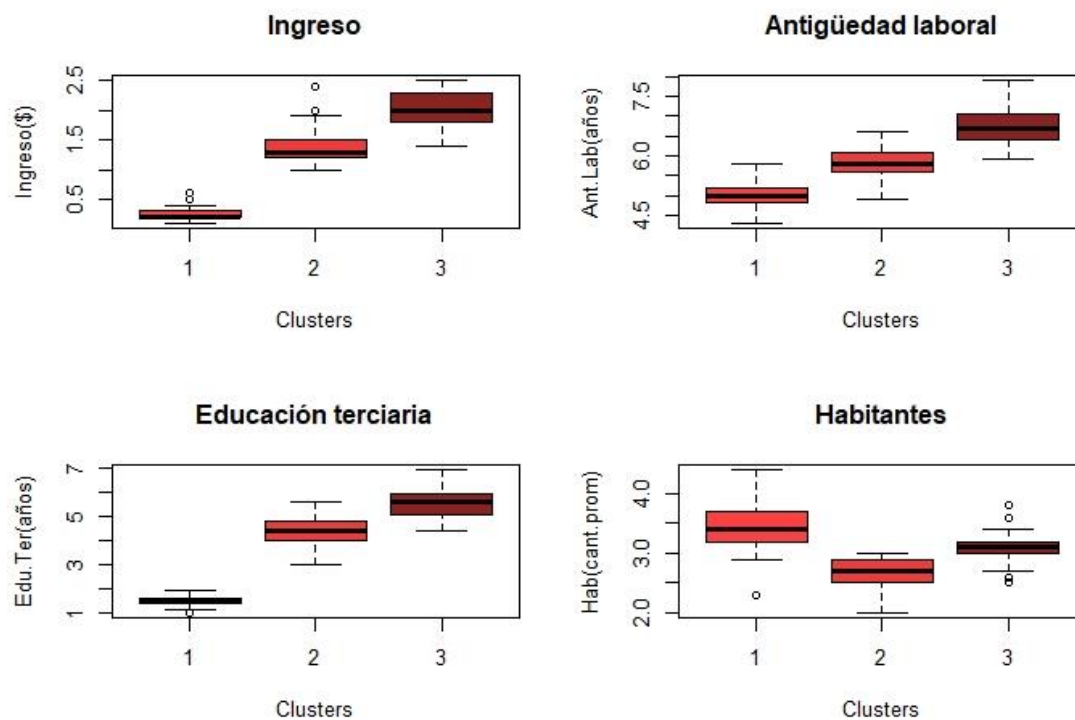 Ingreso
Ingreso($)
2.5
1.5
0.5
1 2 3
Clusters
Antigüedad laboral
Ant.Lab(años)
7.5
6.0
4.5
1 2 3
Clusters
Educación terciaria
Edu.Ter(años)
7
5
3
1
1 2 3
Clusters
Habitantes
Hab(cant.prom)
4.0
3.0
2.0
1 2 3
Clusters